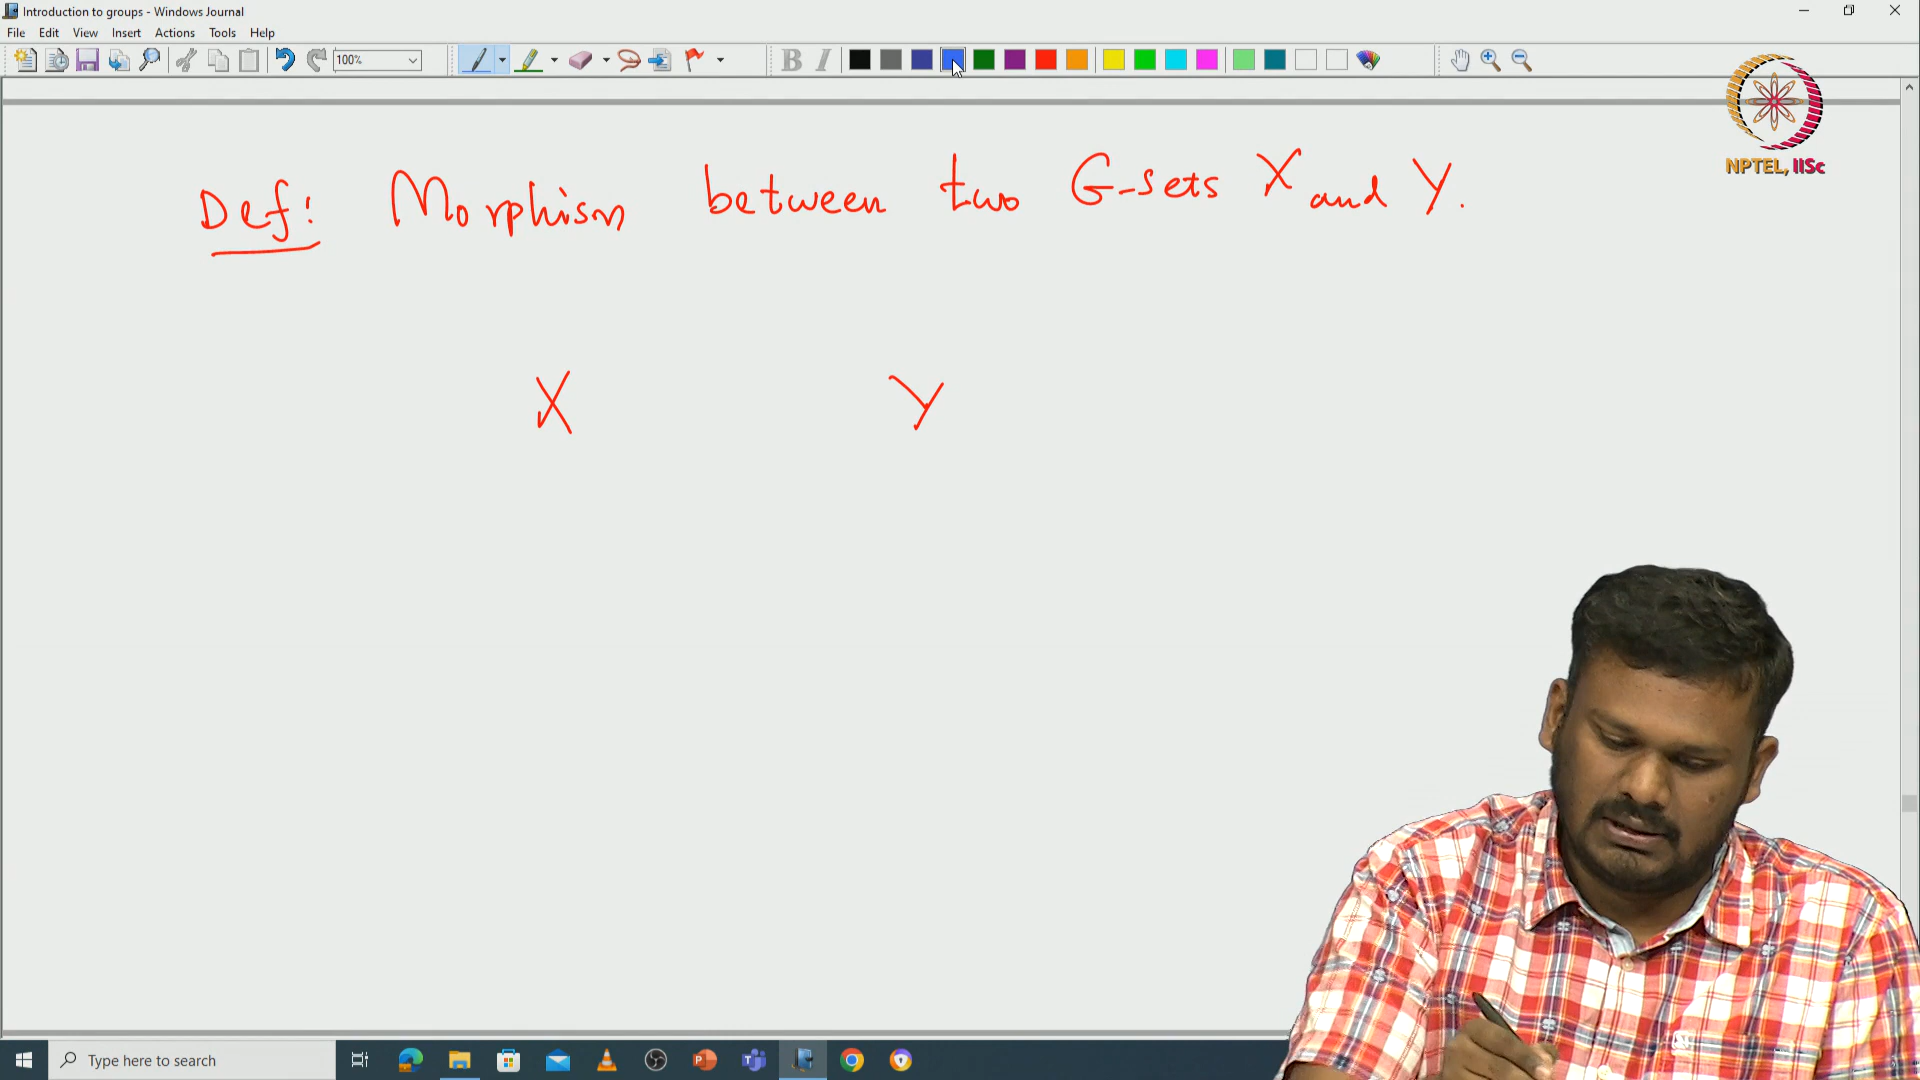 Introduction to groups - Windows Journal
File Edit View Insert Actions Tools Help
100% B I
NPTEL, IISc
Def: Morphism between two G-sets X and Y.
X Y
Type here to search